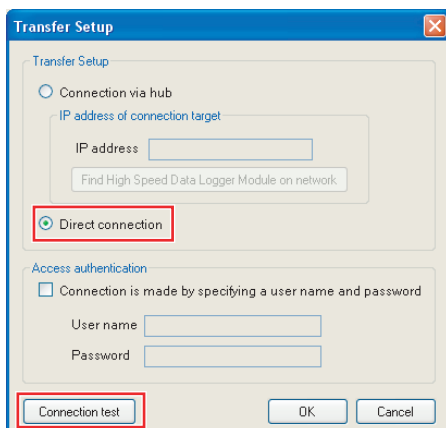 Transfer Setup
Transfer Setup
Connection via hub
IP address of connection target
IP address
Find High Speed Data Logger Module on network
Direct connection
Access authentication
Connection is made by specifying a user name and password
User name
Password
Connection test
OK
Cancel